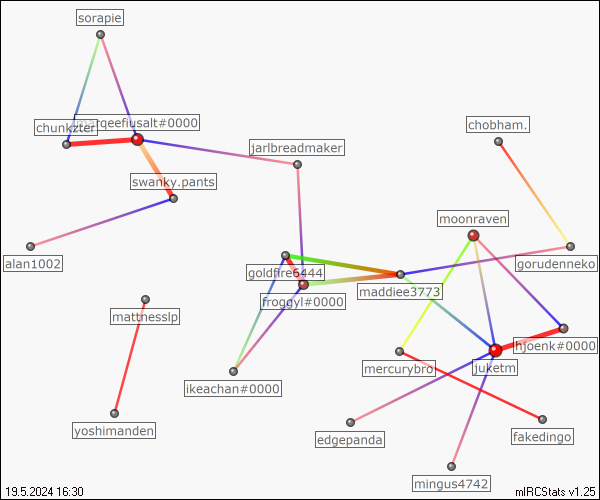 sorapie
chunkzter
marqeefiusalt#0000
chobham.
jarlbreadmaker
swanky.pants
moonraven
alan1002
gorudenneko
goldfire6444
maddiee3773
froggyl#0000
mattnesslp
hjoenk#0000
mercurybro
juketm
ikeachan#0000
yoshimanden
edgepanda
fakedingo
mingus4742
19.5.2024 16:30
mIRCStats v1.25